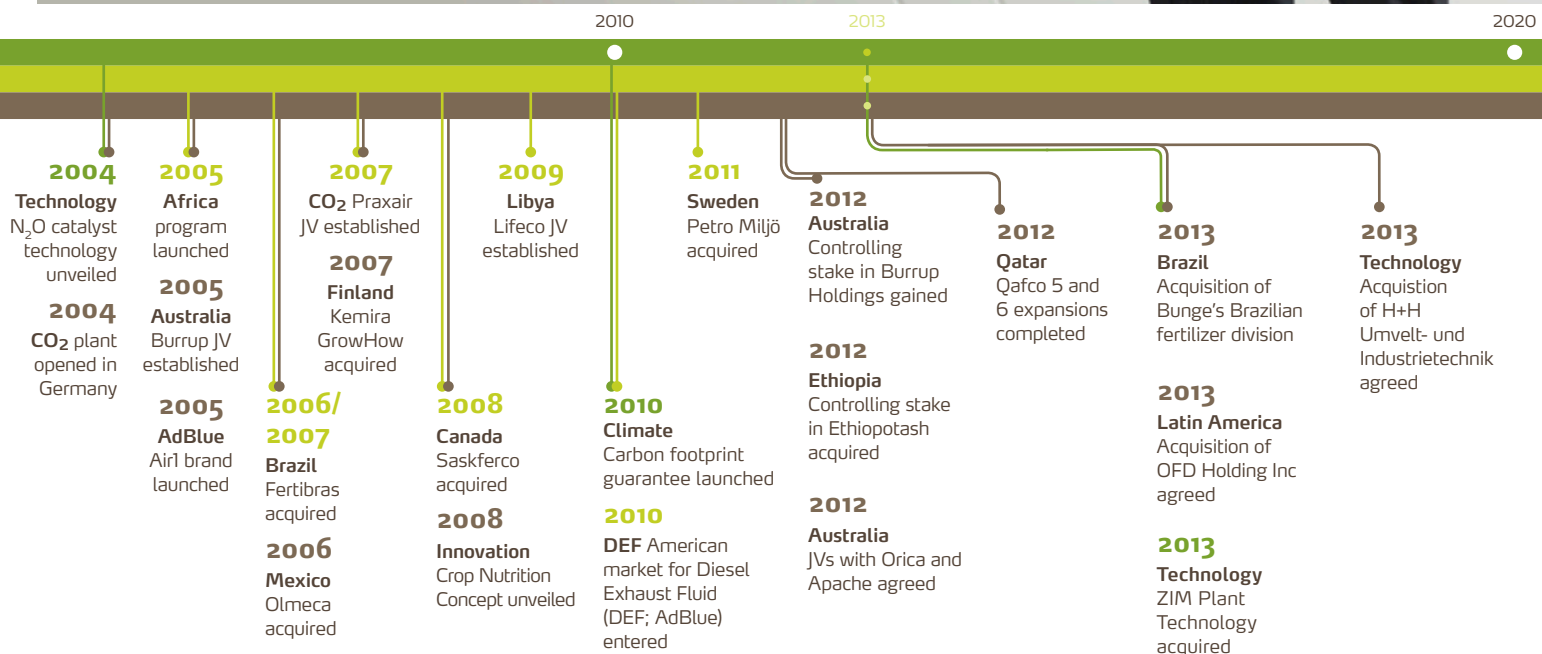 2010
2013
2020
2004
Technology
N₂O catalyst
technology
unveiled
2004
CO₂ plant
opened in
Germany
2005
Africa
program
launched
2005
Australia
Burrup JV
established
2005
AdBlue
Air1 brand
launched
2006/
2007
Brazil
Fertibras
acquired
2006
Mexico
Olmeca
acquired
2007
CO₂ Praxair
JV established
2007
Finland
Kemira
GrowHow
acquired
2008
Canada
Saskferco
acquired
2008
Innovation
Crop Nutrition
Concept unveiled
2009
Libya
Lifeco JV
established
2010
Climate
Carbon footprint
guarantee launched
2010
DEF American
market for Diesel
Exhaust Fluid
(DEF; AdBlue)
entered
2011
Sweden
Petro Miljö
acquired
2012
Australia
Controlling
stake in Burrup
Holdings gained
2012
Ethiopia
Controlling stake
in Ethiopotash
acquired
2012
Australia
JVs with Orica and
Apache agreed
2012
Qatar
Qafco 5 and
6 expansions
completed
2013
Brazil
Acquisition of
Bunge's Brazilian
fertilizer division
2013
Latin America
Acquisition of
OFD Holding Inc
agreed
2013
Technology
ZIM Plant
Technology
acquired
2013
Technology
Acquistion
of H+H
Umvelt- und
Industrietechnik
agreed